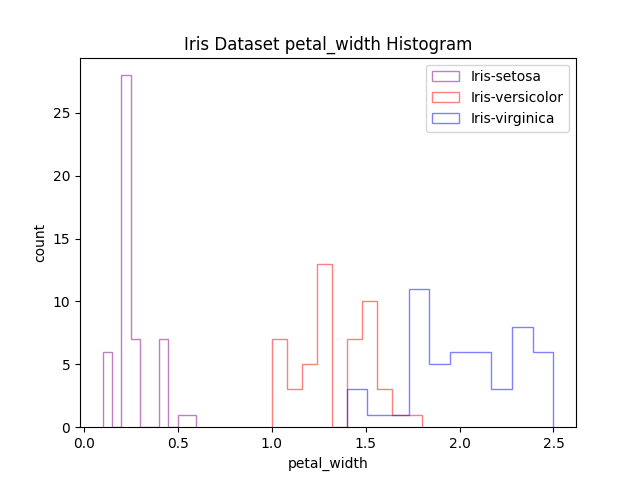 Iris Dataset petal_width Histogram
Iris-setosa
Iris-versicolor
Iris-virginica
25
20
15
10
5
0
count
0.0 0.5 1.0 1.5 2.0 2.5
petal_width